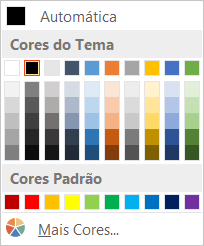 Automática
Cores do Tema
Cores Padrão
Mais Cores...